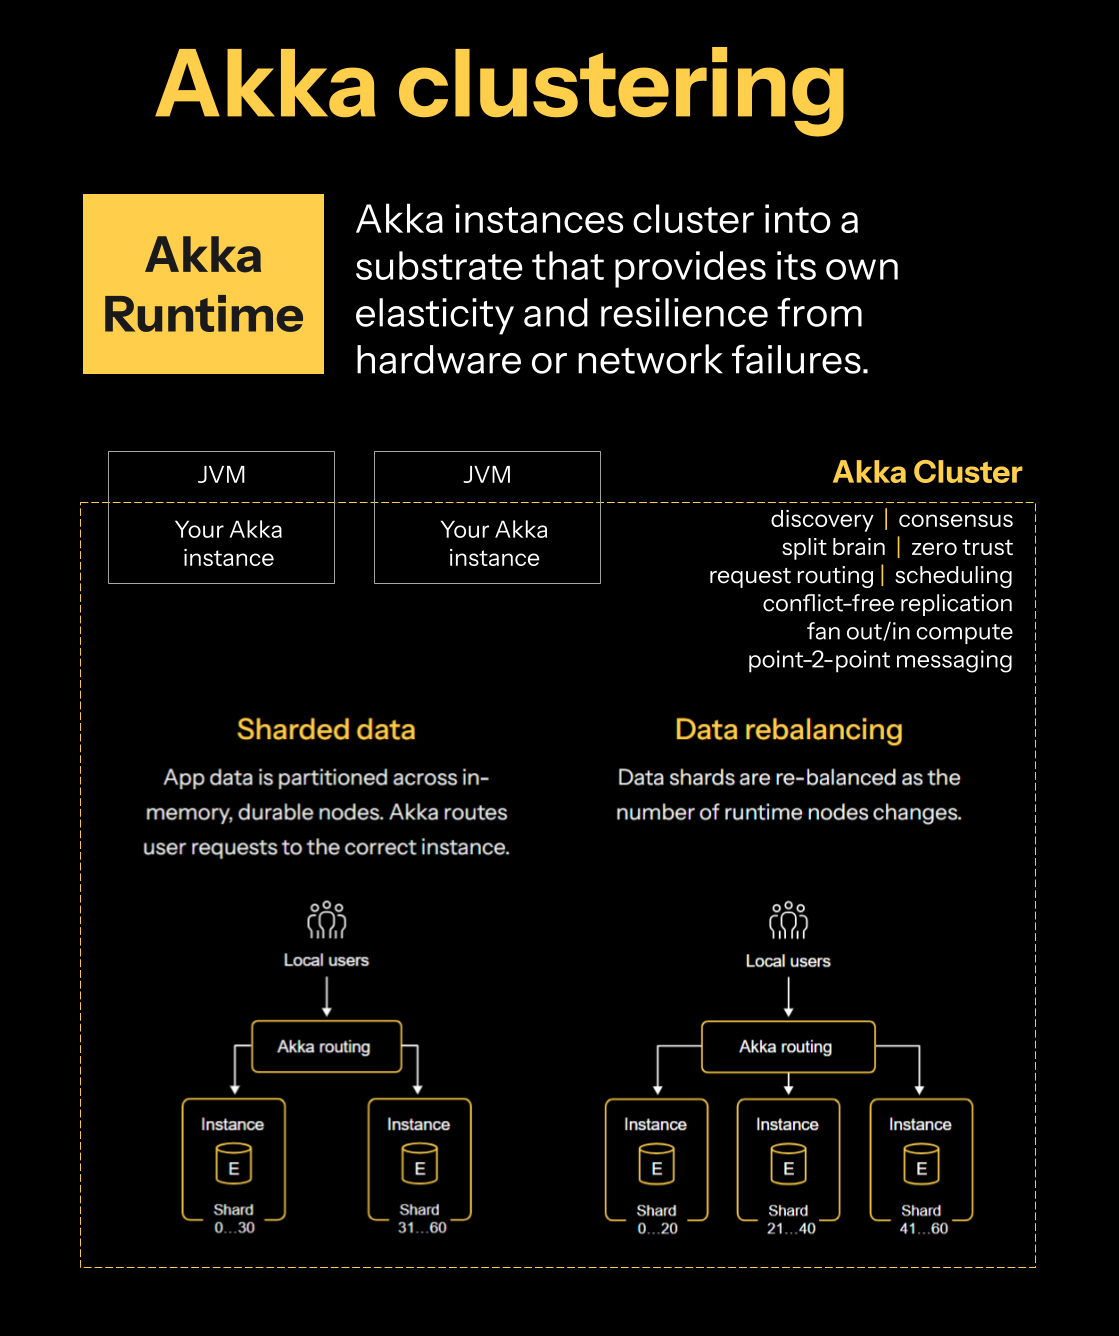 Akka clustering
Akka
Runtime
Akka instances cluster into a
substrate that provides its own
elasticity and resilience from
hardware or network failures.
JVM
Your Akka
instance
JVM
Your Akka
instance
Akka Cluster
discovery | consensus
split brain | zero trust
request routing | scheduling
conflict-free replication
fan out/in compute
point-2-point messaging
Sharded data
App data is partitioned across in-
memory, durable nodes. Akka routes
user requests to the correct instance.
Local users
Akka routing
Instance
E
Shard
0...30
Instance
E
Shard
31...60
Data rebalancing
Data shards are re-balanced as the
number of runtime nodes changes.
Local users
Akka routing
Instance
E
Shard
0...20
Instance
E
Shard
21...40
Instance
E
Shard
41...60